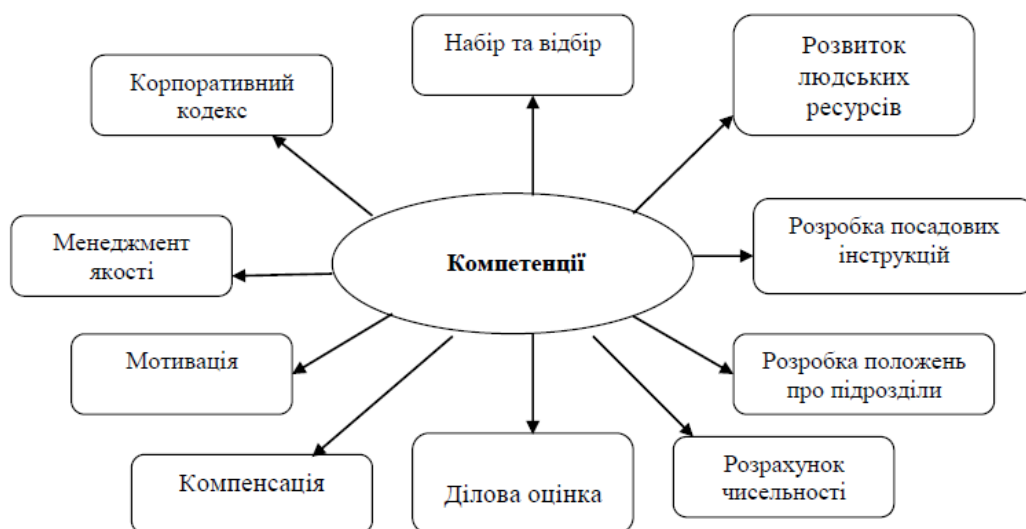 Набір та відбір
Розвиток
людських
ресурсів
Корпоративний
кодекс
Менеджмент
якості
Компетенції
Розробка посадових
інструкцій
Мотивація
Розробка положень
про підрозділи
Компенсація
Ділова оцінка
Розрахунок
чисельності